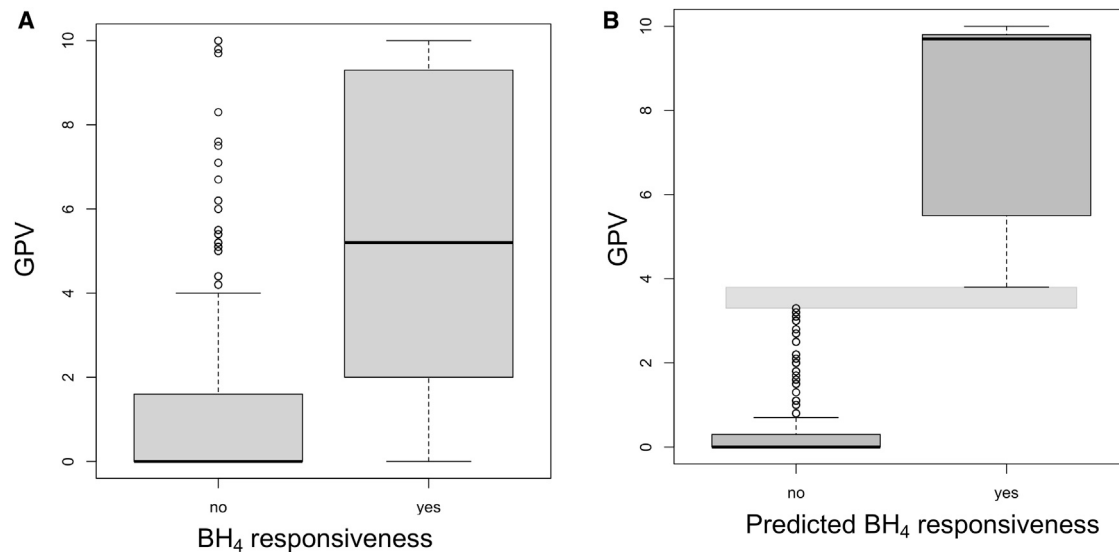 A
GPV
10
8
6
4
2
0
no yes
BH₄ responsiveness
B
GPV
10
8
6
4
2
0
no yes
Predicted BH₄ responsiveness